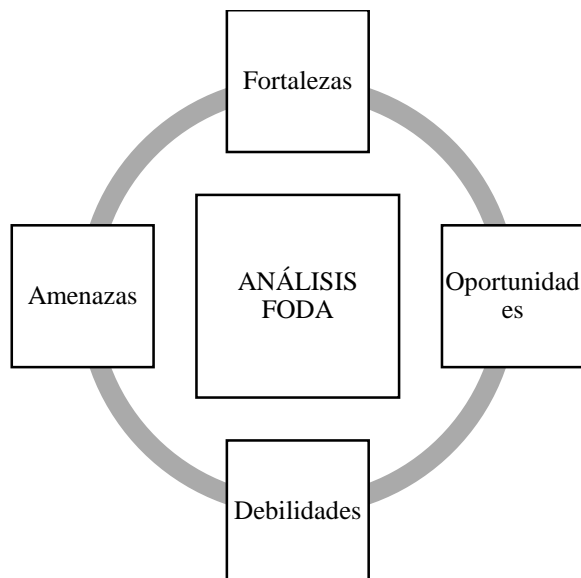 Fortalezas
Amenazas
ANÁLISIS
FODA
Oportunidad
es
Debilidades